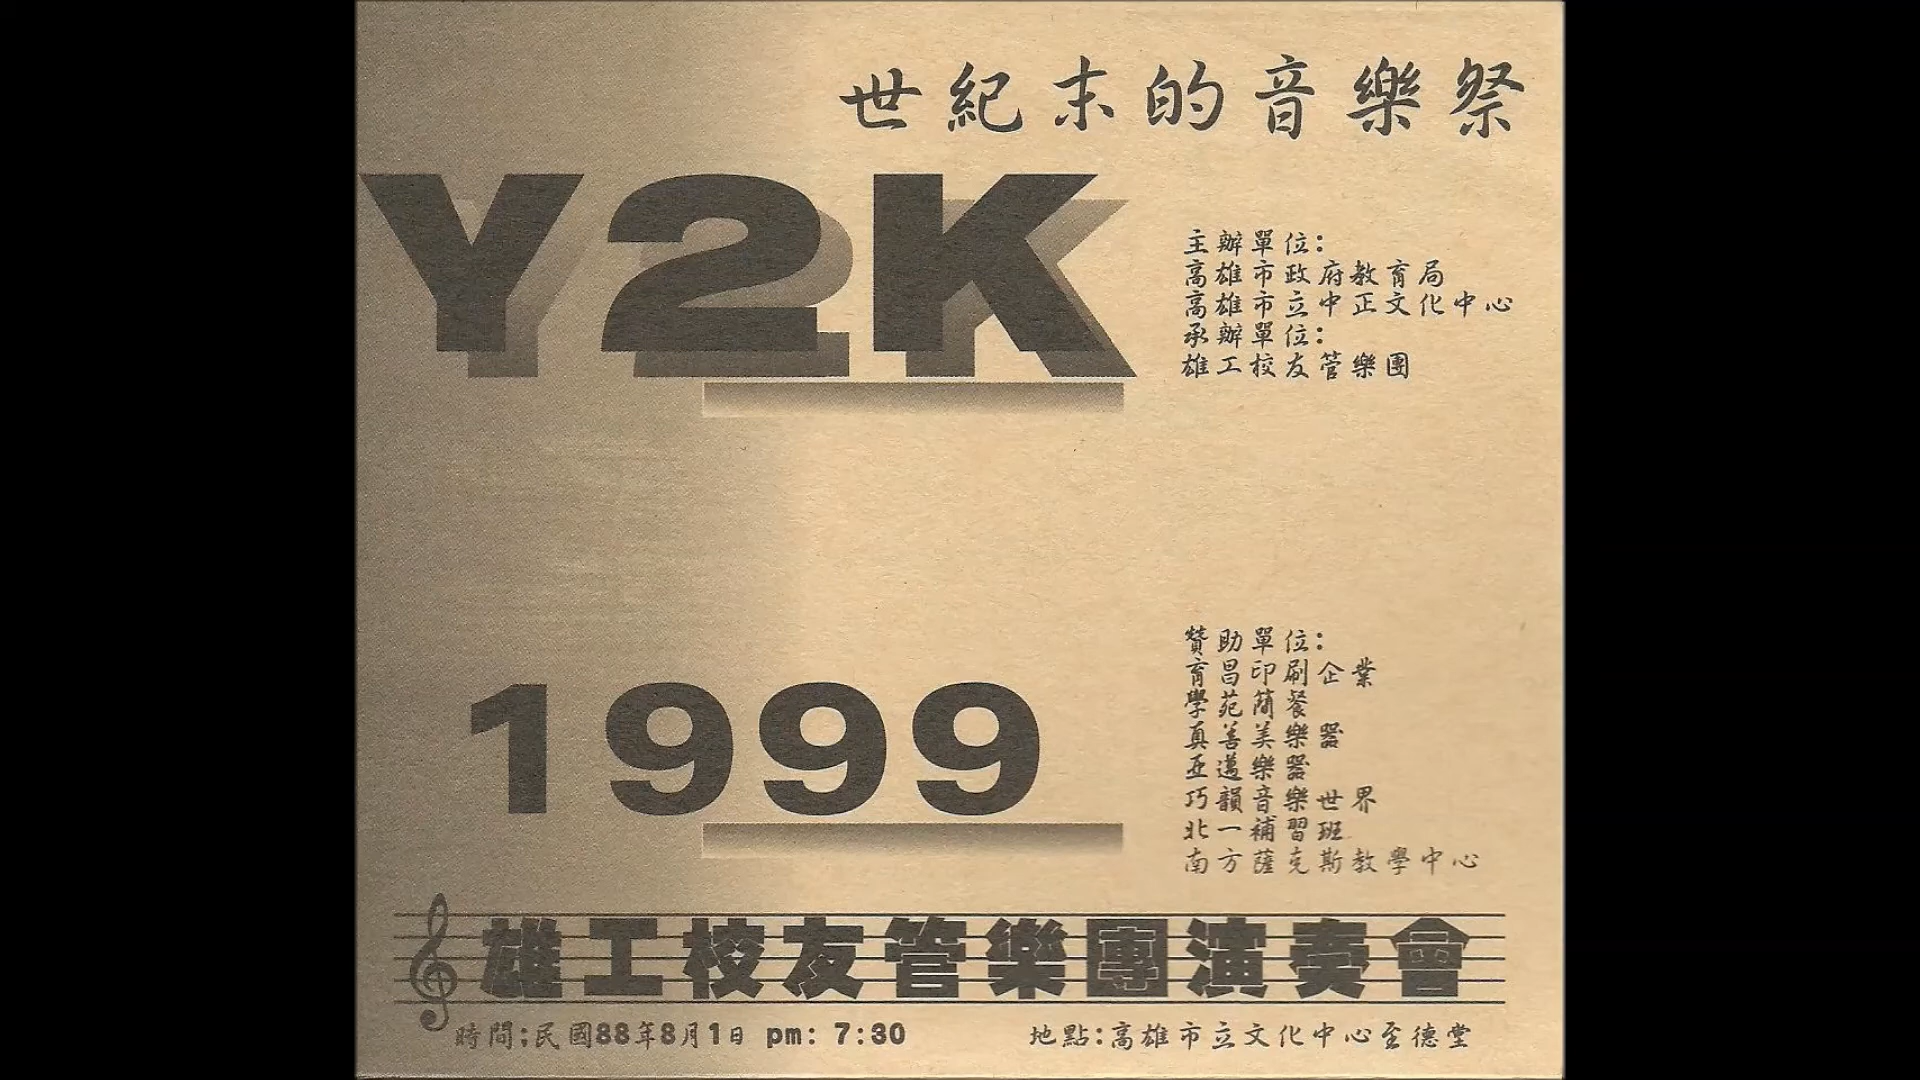 世紀末的音樂祭
Y2K
主辦單位:
高雄市政府教育局
高雄市立中正文化中心
承辦單位:
雄工校友管樂團
1999
贊助單位:
育昌印刷企業
學苑簡餐
真善美樂器
亞邁樂器
巧韻音樂世界
北一補習班
南方薩克斯教學中心
雄工校友管樂團演奏會
時間;民國88年8月1日 pm: 7:30
地點:高雄市立文化中心至德堂